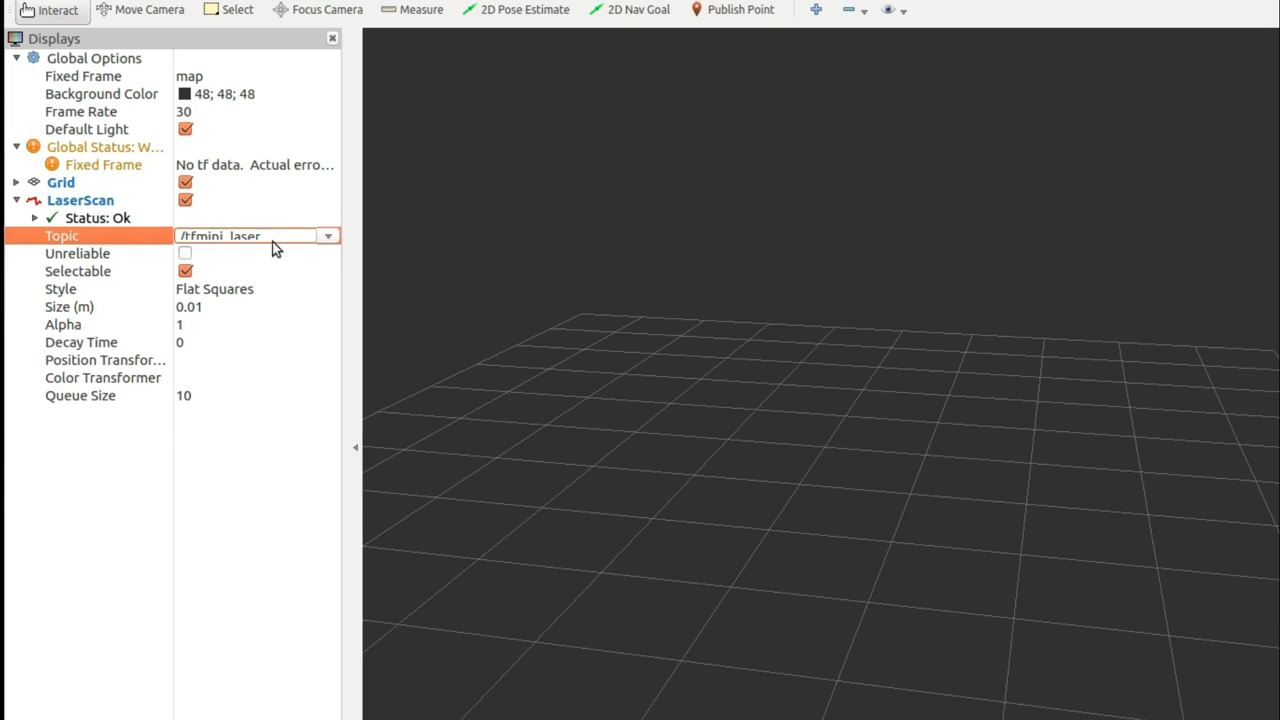 Interact Move Camera Select Focus Camera Measure 2D Pose Estimate 2D Nav Goal Publish Point
Displays
Global Options
Fixed Frame map
Background Color 48; 48; 48
Frame Rate 30
Default Light
Global Status: W...
Fixed Frame No tf data. Actual erro...
Grid
LaserScan
Status: Ok
Topic /tfmini_laser
Unreliable
Selectable
Style Flat Squares
Size (m) 0.01
Alpha 1
Decay Time 0
Position Transfor...
Color Transformer
Queue Size 10